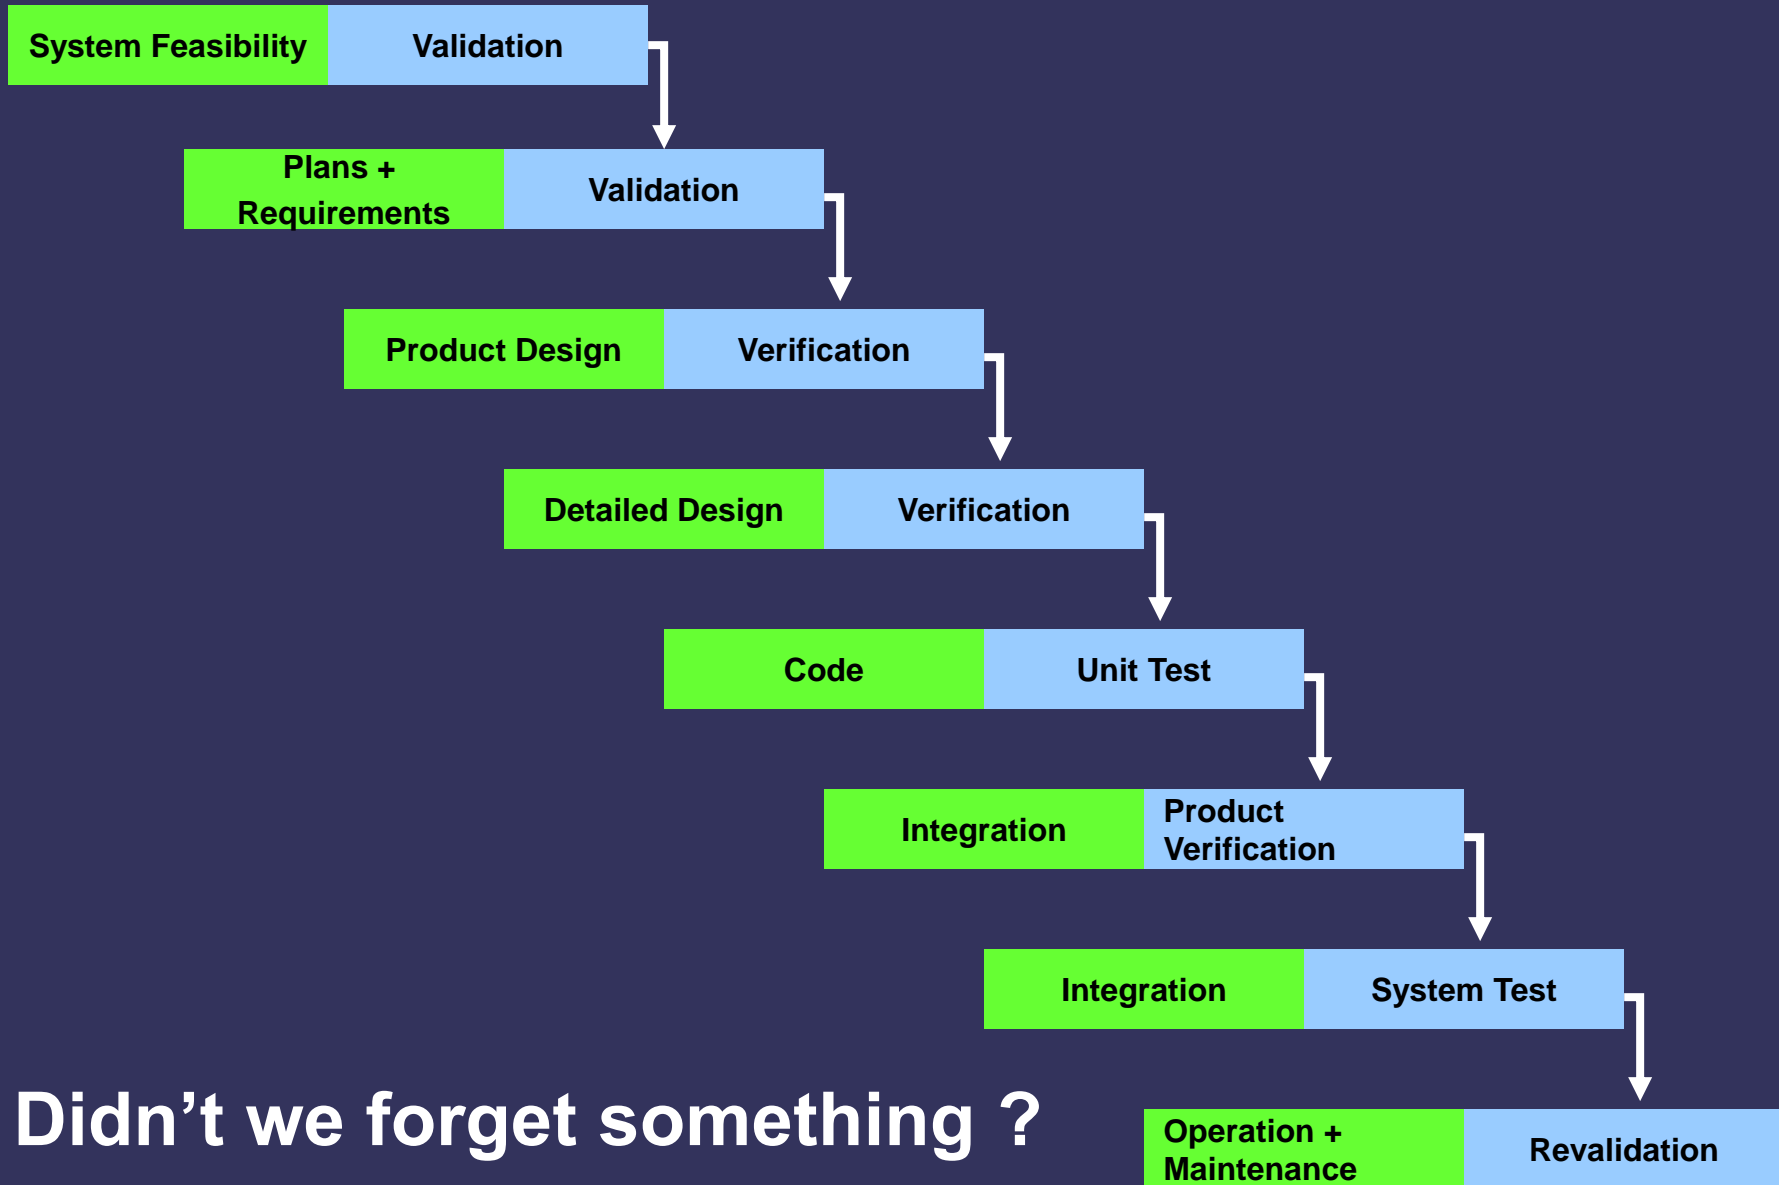 System Feasibility
Validation
Plans +
Requirements
Validation
Product Design
Verification
Detailed Design
Verification
Code
Unit Test
Integration
Product
Verification
Integration
System Test
Didn’t we forget something ?
Operation +
Maintenance
Revalidation